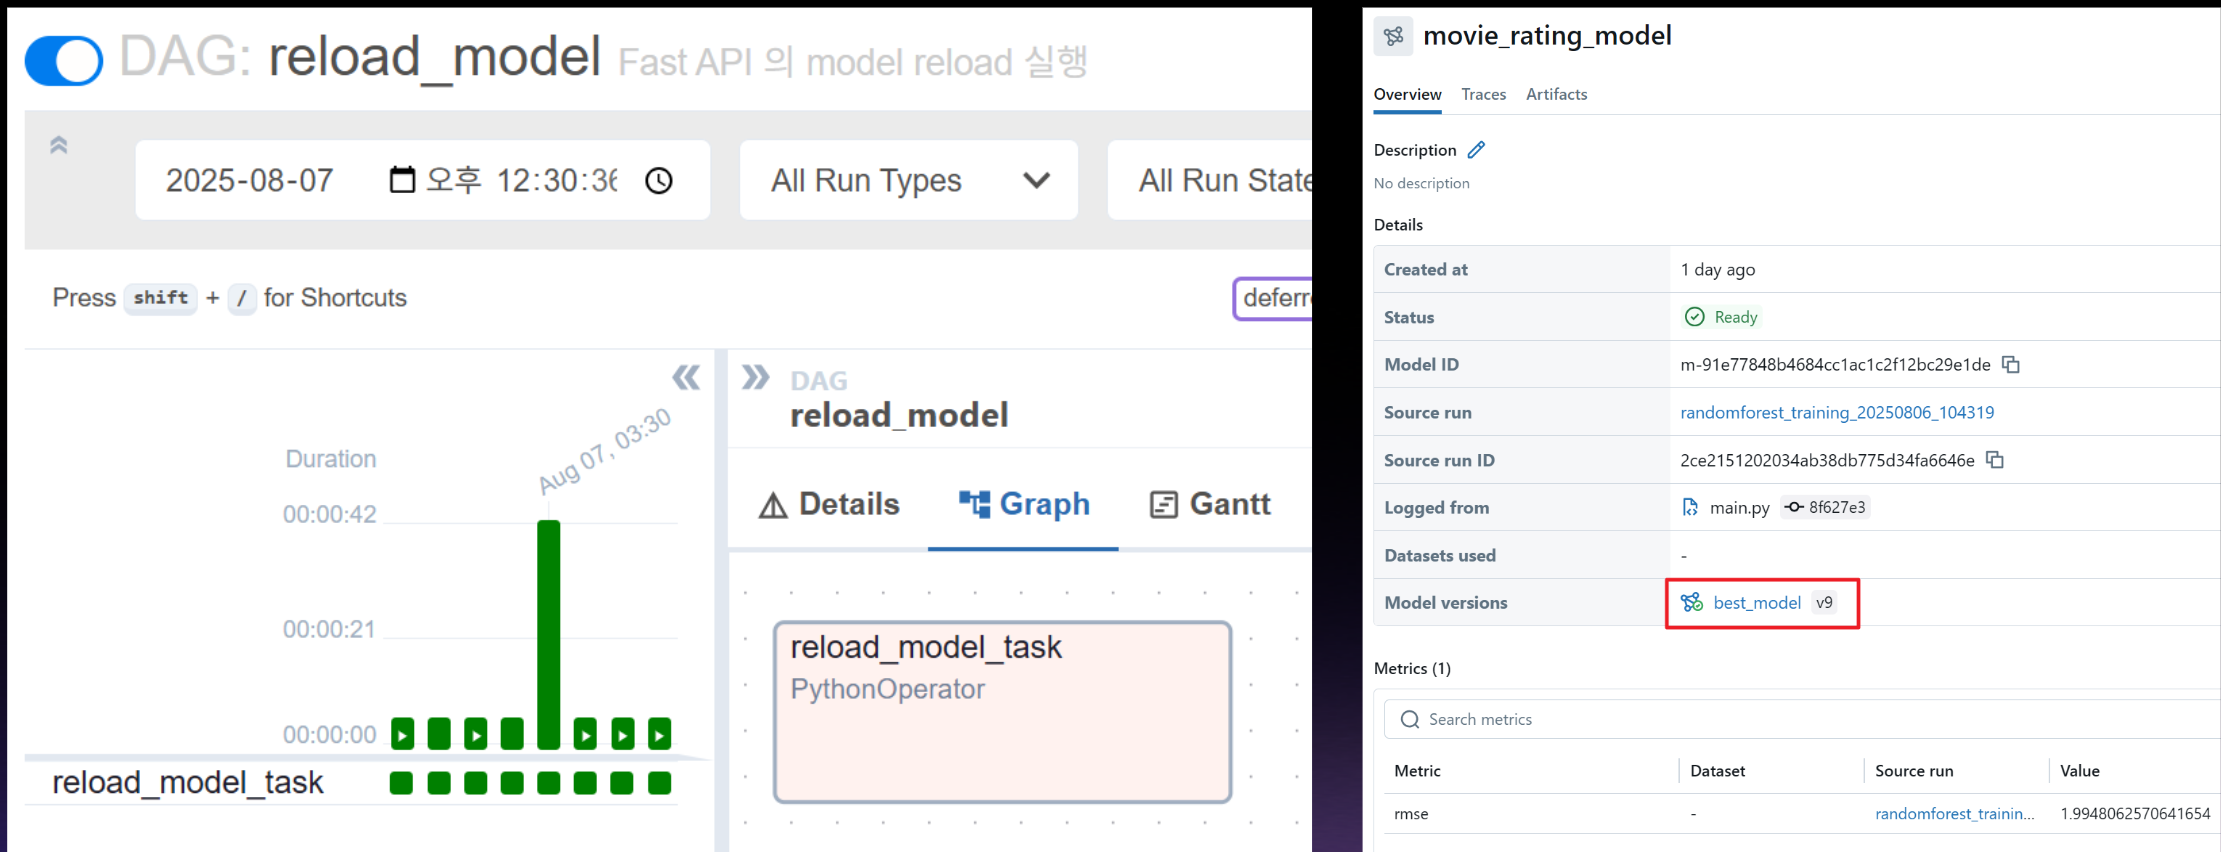 DAG: reload_model Fast API 의 model reload 실행
2025-08-07 오후 12:30:36
All Run Types
All Run State
Press shift + / for Shortcuts
deferr
Duration
Aug 07, 03:30
00:00:42
00:00:21
00:00:00
reload_model_task
DAG
reload_model
Details
Graph
Gantt
reload_model_task
PythonOperator
movie_rating_model
Overview Traces Artifacts
Description
No description
Details
Created at 1 day ago
Status Ready
Model ID m-91e77848b4684cc1ac1c2f12bc29e1de
Source run randomforest_training_20250806_104319
Source run ID 2ce2151202034ab38db775d34fa6646e
Logged from main.py 8f627e3
Datasets used -
Model versions best_model v9
Metrics (1)
Search metrics
Metric Dataset Source run Value
rmse - randomforest_trainin... 1.9948062570641654